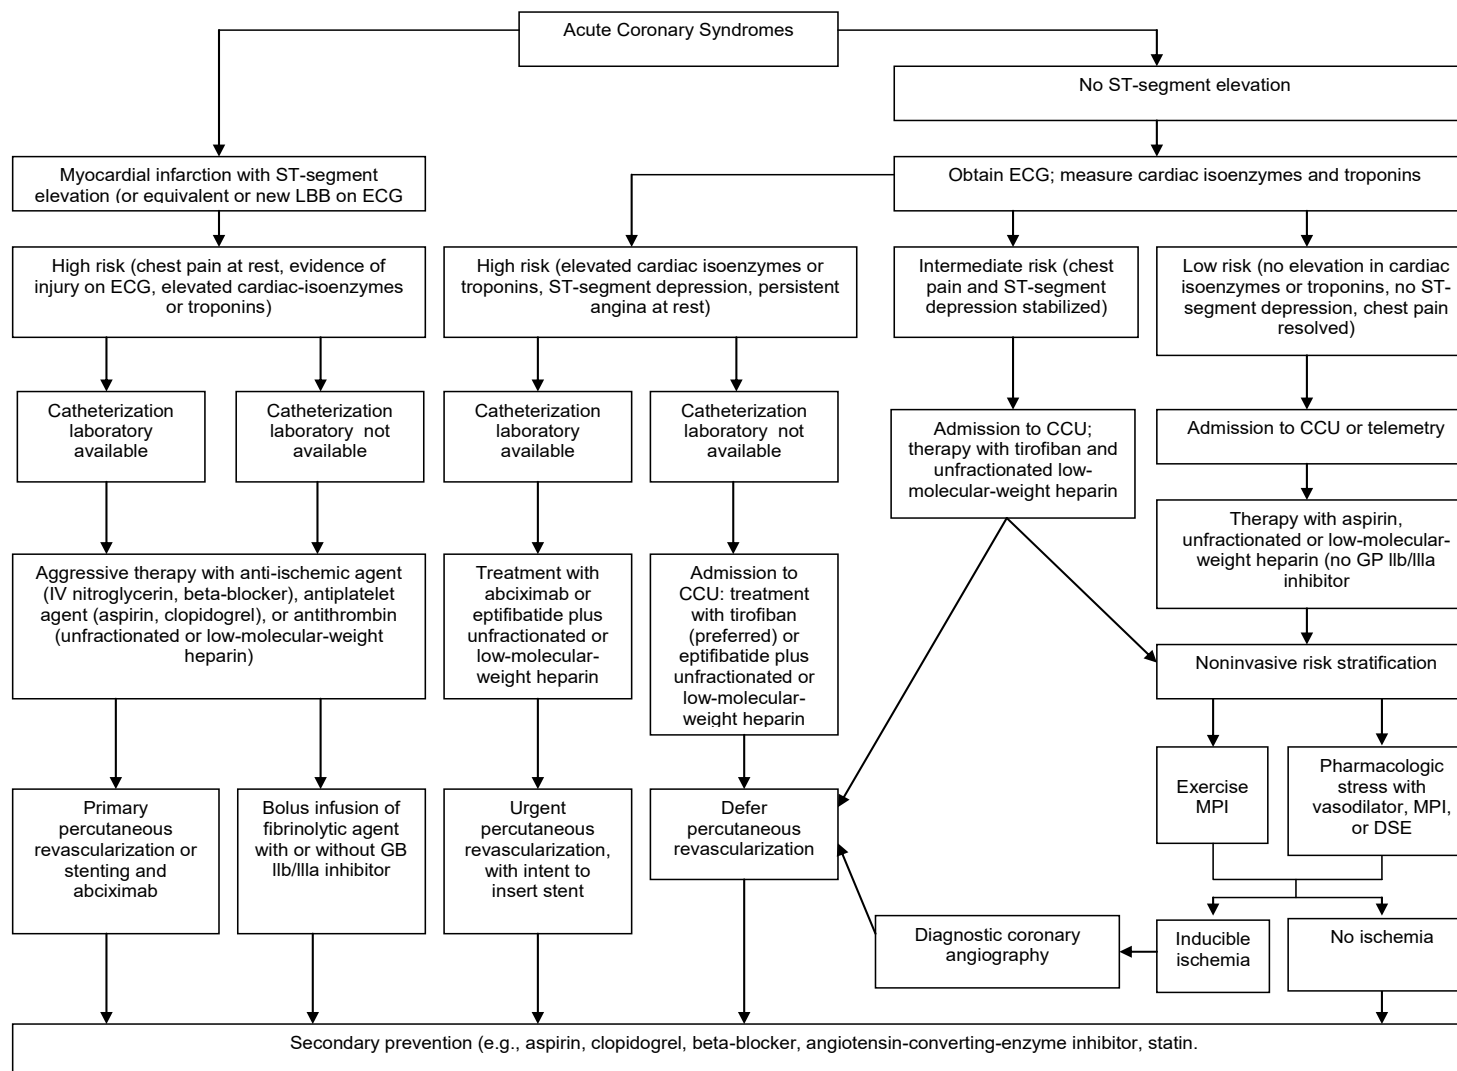 Acute Coronary Syndromes
No ST-segment elevation
Myocardial infarction with ST-segment
elevation (or equivalent or new LBB on ECG
Obtain ECG; measure cardiac isoenzymes and troponins
High risk (chest pain at rest, evidence of
injury on ECG, elevated cardiac-isoenzymes
or troponins)
High risk (elevated cardiac isoenzymes or
troponins, ST-segment depression, persistent
angina at rest)
Intermediate risk (chest
pain and ST-segment
depression stabilized)
Low risk (no elevation in cardiac
isoenzymes or troponins, no ST-
segment depression, chest pain
resolved)
Catheterization
laboratory
available
Catheterization
laboratory not
available
Catheterization
laboratory
available
Catheterization
laboratory not
available
Admission to CCU;
therapy with tirofiban and
unfractionated low-
molecular-weight heparin
Admission to CCU or telemetry
Therapy with aspirin,
unfractionated or low-molecular-
weight heparin (no GP llb/llla
inhibitor
Aggressive therapy with anti-ischemic agent
(IV nitroglycerin, beta-blocker), antiplatelet
agent (aspirin, clopidogrel), or antithrombin
(unfractionated or low-molecular-weight
heparin)
Treatment with
abciximab or
eptifibatide plus
unfractionated or
low-molecular-
weight heparin
Admission to
CCU: treatment
with tirofiban
(preferred) or
eptifibatide plus
unfractionated or
low-molecular-
weight heparin
Noninvasive risk stratification
Exercise
MPI
Pharmacologic
stress with
vasodilator, MPI,
or DSE
Primary
percutaneous
revascularization or
stenting and
abciximab
Bolus infusion of
fibrinolytic agent
with or without GB
llb/llla inhibitor
Urgent
percutaneous
revascularization,
with intent to
insert stent
Defer
percutaneous
revascularization
Diagnostic coronary
angiography
Inducible
ischemia
No ischemia
Secondary prevention (e.g., aspirin, clopidogrel, beta-blocker, angiotensin-converting-enzyme inhibitor, statin.